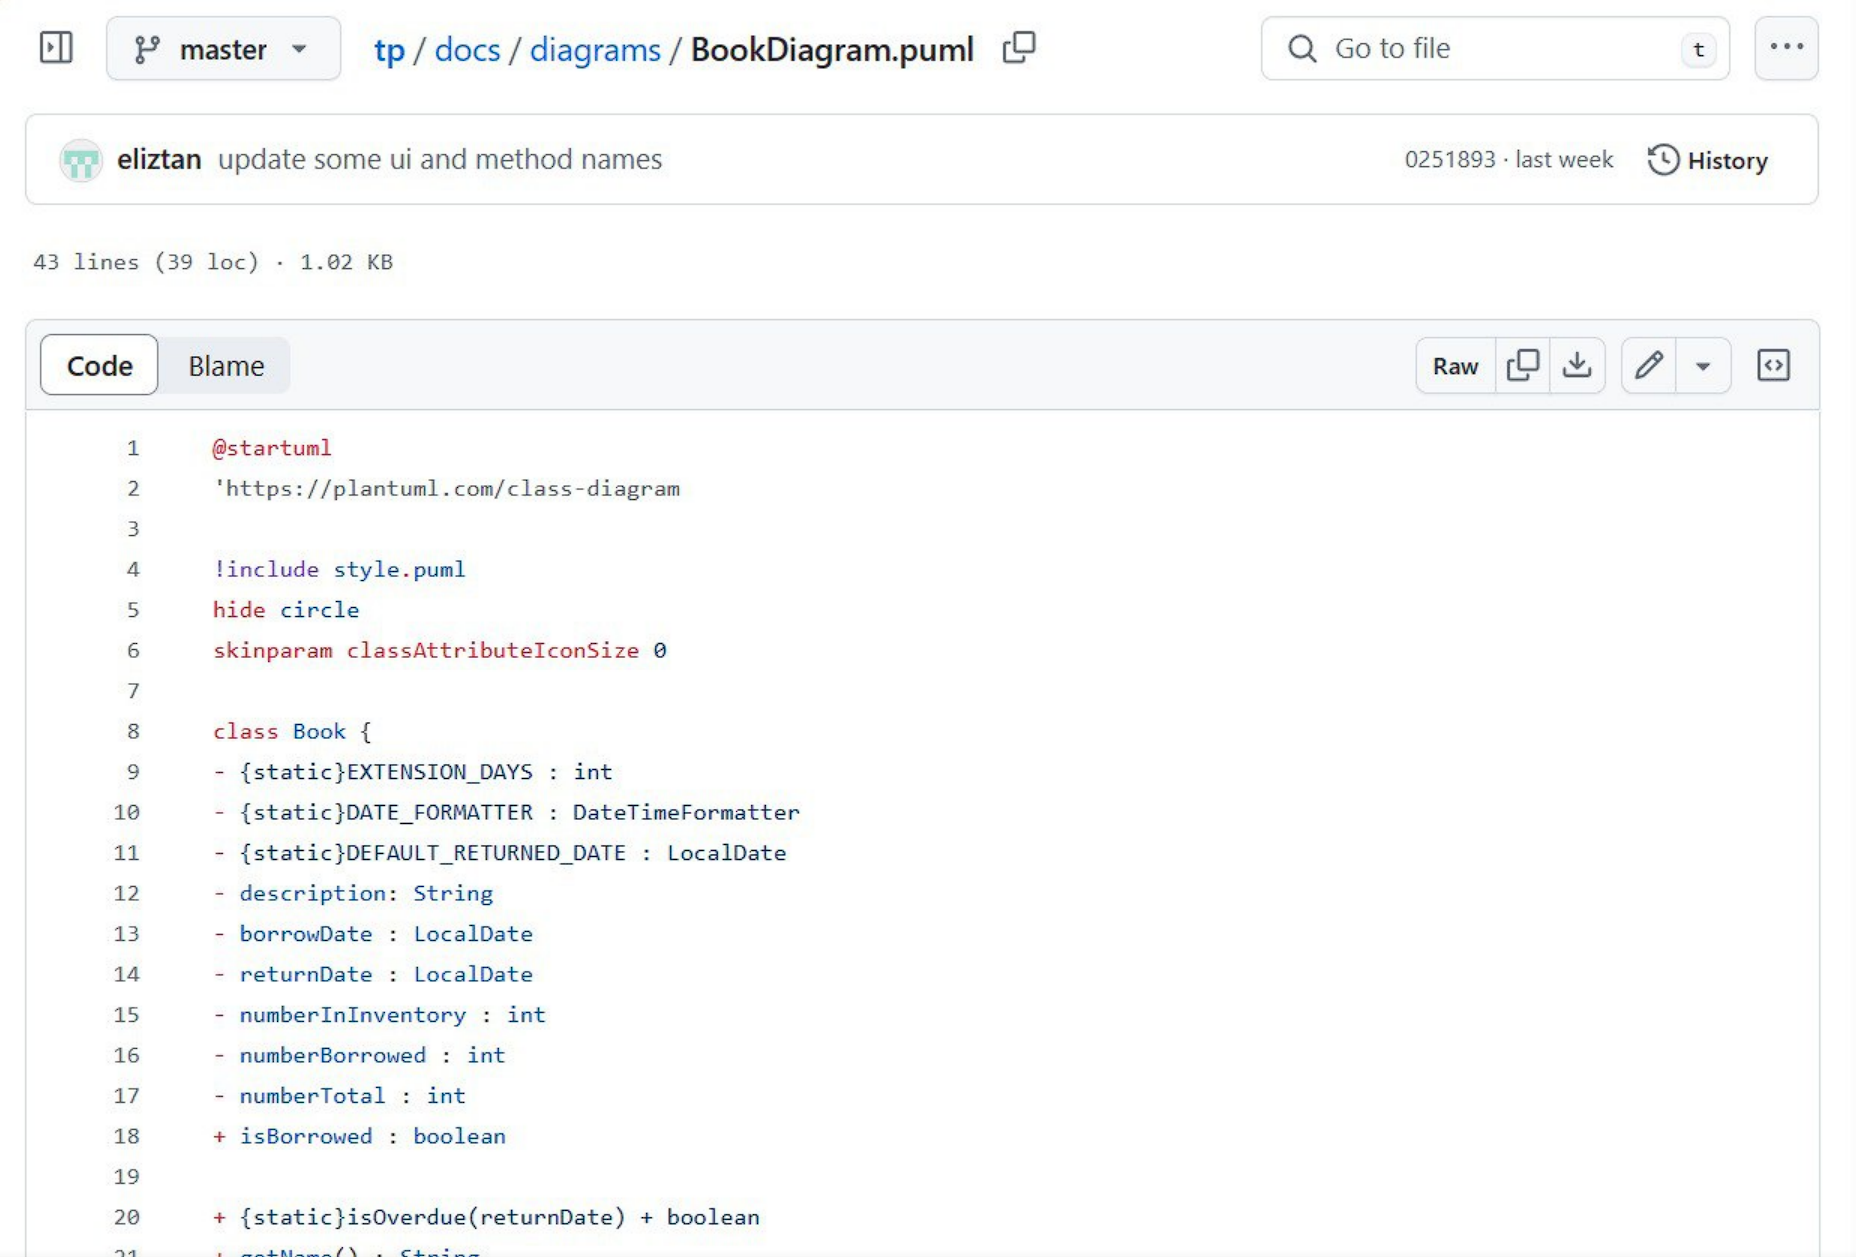 master
tp / docs / diagrams / BookDiagram.puml
Go to file
t
eliztan update some ui and method names
0251893 · last week
History
43 lines (39 loc) · 1.02 KB
Code
Blame
Raw
1 @startuml
2 'https://plantuml.com/class-diagram
3
4 !include style.puml
5 hide circle
6 skinparam classAttributeIconSize 0
7
8 class Book {
9 - {static}EXTENSION_DAYS : int
10 - {static}DATE_FORMATTER : DateTimeFormatter
11 - {static}DEFAULT_RETURNED_DATE : LocalDate
12 - description: String
13 - borrowDate : LocalDate
14 - returnDate : LocalDate
15 - numberInInventory : int
16 - numberBorrowed : int
17 - numberTotal : int
18 + isBorrowed : boolean
19
20 + {static}isOverdue(returnDate) + boolean
21 + getName() : String